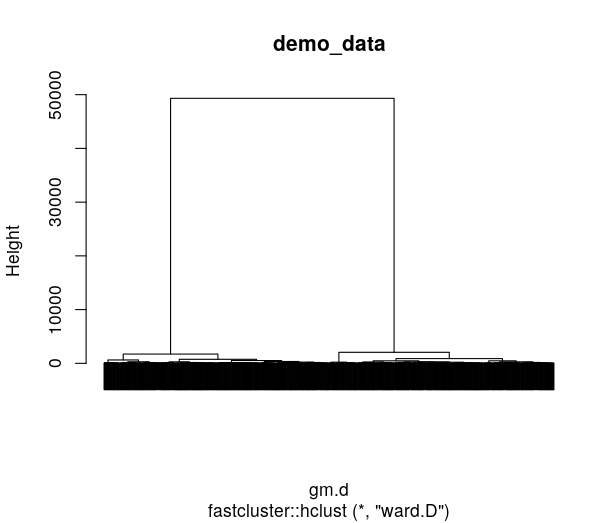 demo_data
Height
50000
30000
10000
0
gm.d
fastcluster::hclust (*, "ward.D")